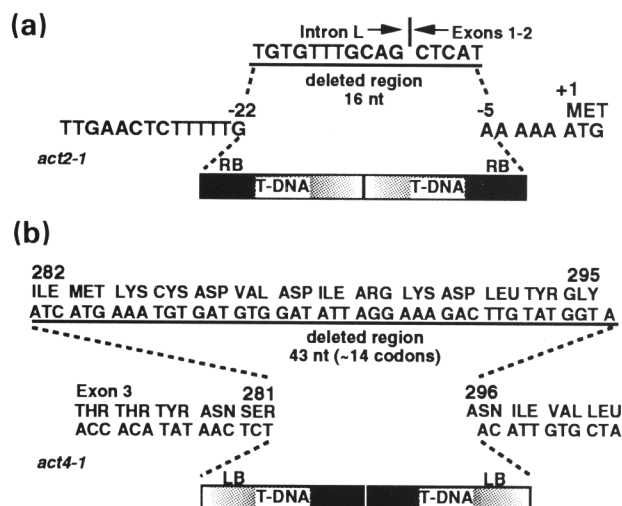 (a)
Intron L Exons 1-2
TGTGTTTGCAG CTCAT
deleted region
16 nt
+1
-22 -5 MET
TTGAACTCTTTTTG AA AAAA ATG
act2-1
RB RB
T-DNA T-DNA
(b)
282 295
ILE MET LYS CYS ASP VAL ASP ILE ARG LYS ASP LEU TYR GLY
ATC ATG AAA TGT GAT GTG GAT ATT AGG AAA GAC TTG TAT GGT A
deleted region
43 nt (~14 codons)
Exon 3 281 296
THR THR TYR ASN SER ASN ILE VAL LEU
ACC ACA TAT AAC TCT AC ATT GTG CTA
act4-1
LB LB
T-DNA T-DNA